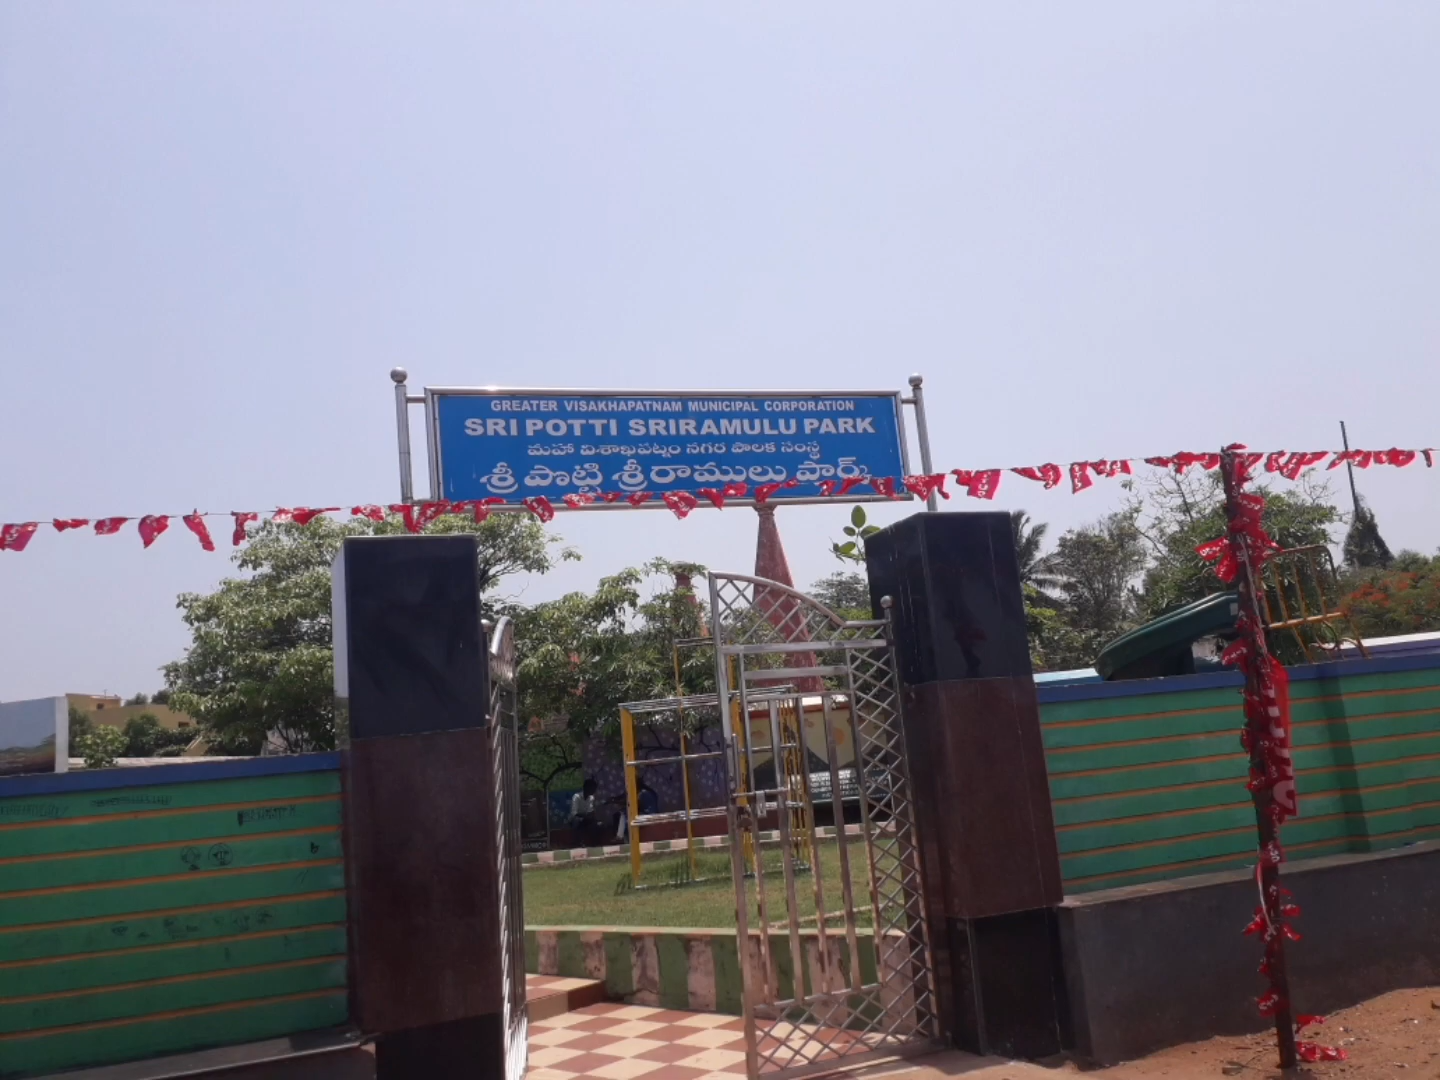 GREATER VISAKHAPATNAM MUNICIPAL CORPORATION
SRI POTTI SRIRAMULU PARK
మహా విశాఖపట్నం నగర పాలక సంస్థ
శ్రీ పొట్టి శ్రీరాములు పార్క్